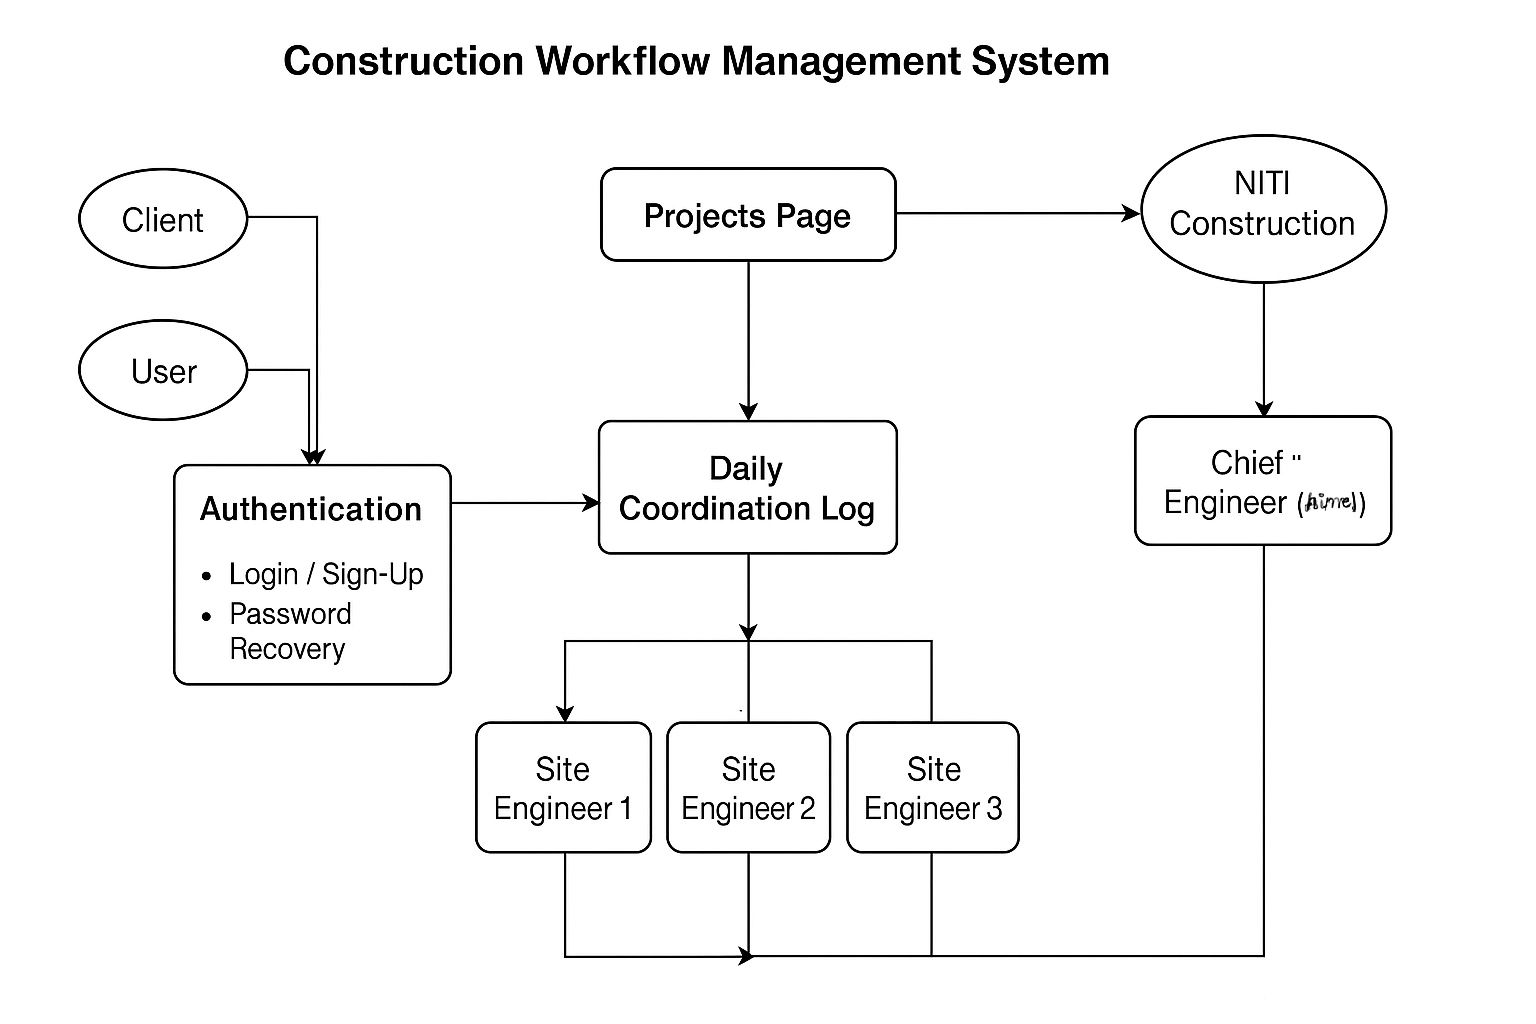 Construction Workflow Management System
Client
User
Projects Page
NITI
Construction
Authentication
• Login / Sign-Up
• Password
Recovery
Daily
Coordination Log
Chief "
Engineer
Site
Engineer 1
Site
Engineer 2
Site
Engineer 3